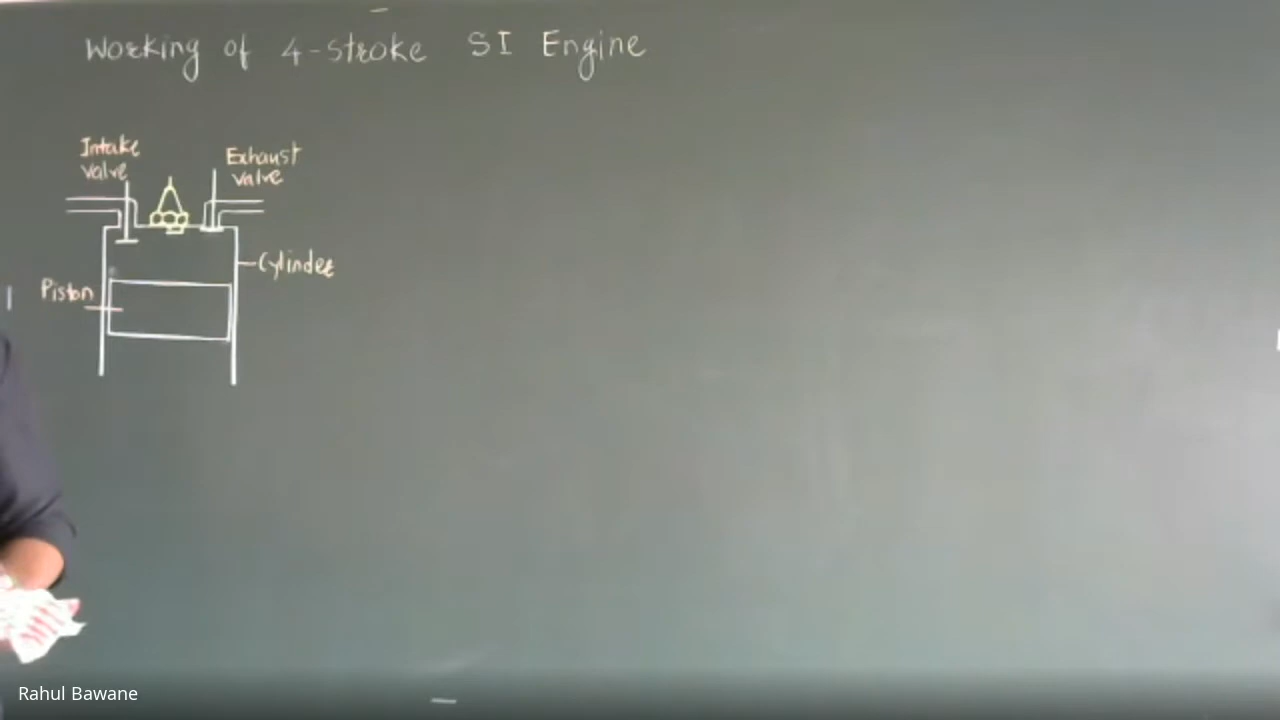 Working of 4-stroke SI Engine
Intake
valve
Exhaust
valve
Cylinder
Piston
Rahul Bawane